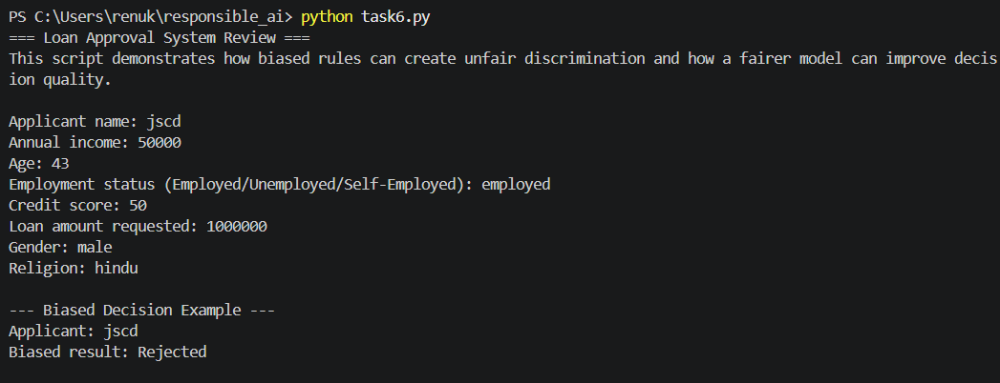 PS C:\Users\renuk\responsible_ai> python task6.py
=== Loan Approval System Review ===
This script demonstrates how biased rules can create unfair discrimination and how a fairer model can improve decis
ion quality.
Applicant name: jscd
Annual income: 50000
Age: 43
Employment status (Employed/Unemployed/Self-Employed): employed
Credit score: 50
Loan amount requested: 1000000
Gender: male
Religion: hindu
--- Biased Decision Example ---
Applicant: jscd
Biased result: Rejected